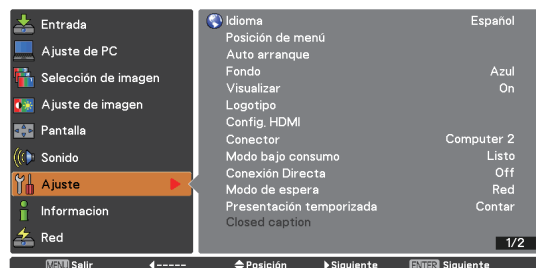 Entrada
Ajuste de PC
Selección de imagen
Ajuste de imagen
Pantalla
Sonido
Ajuste
Informacion
Red
Idioma Español
Posición de menú
Auto arranque
Fondo Azul
Visualizar On
Logotipo
Config. HDMI
Conector Computer 2
Modo bajo consumo Listo
Conexión Directa Off
Modo de espera Red
Presentación temporizada Contar
Closed caption
1/2
MENU Salir ----- Posición Siguiente ENTER Siguiente